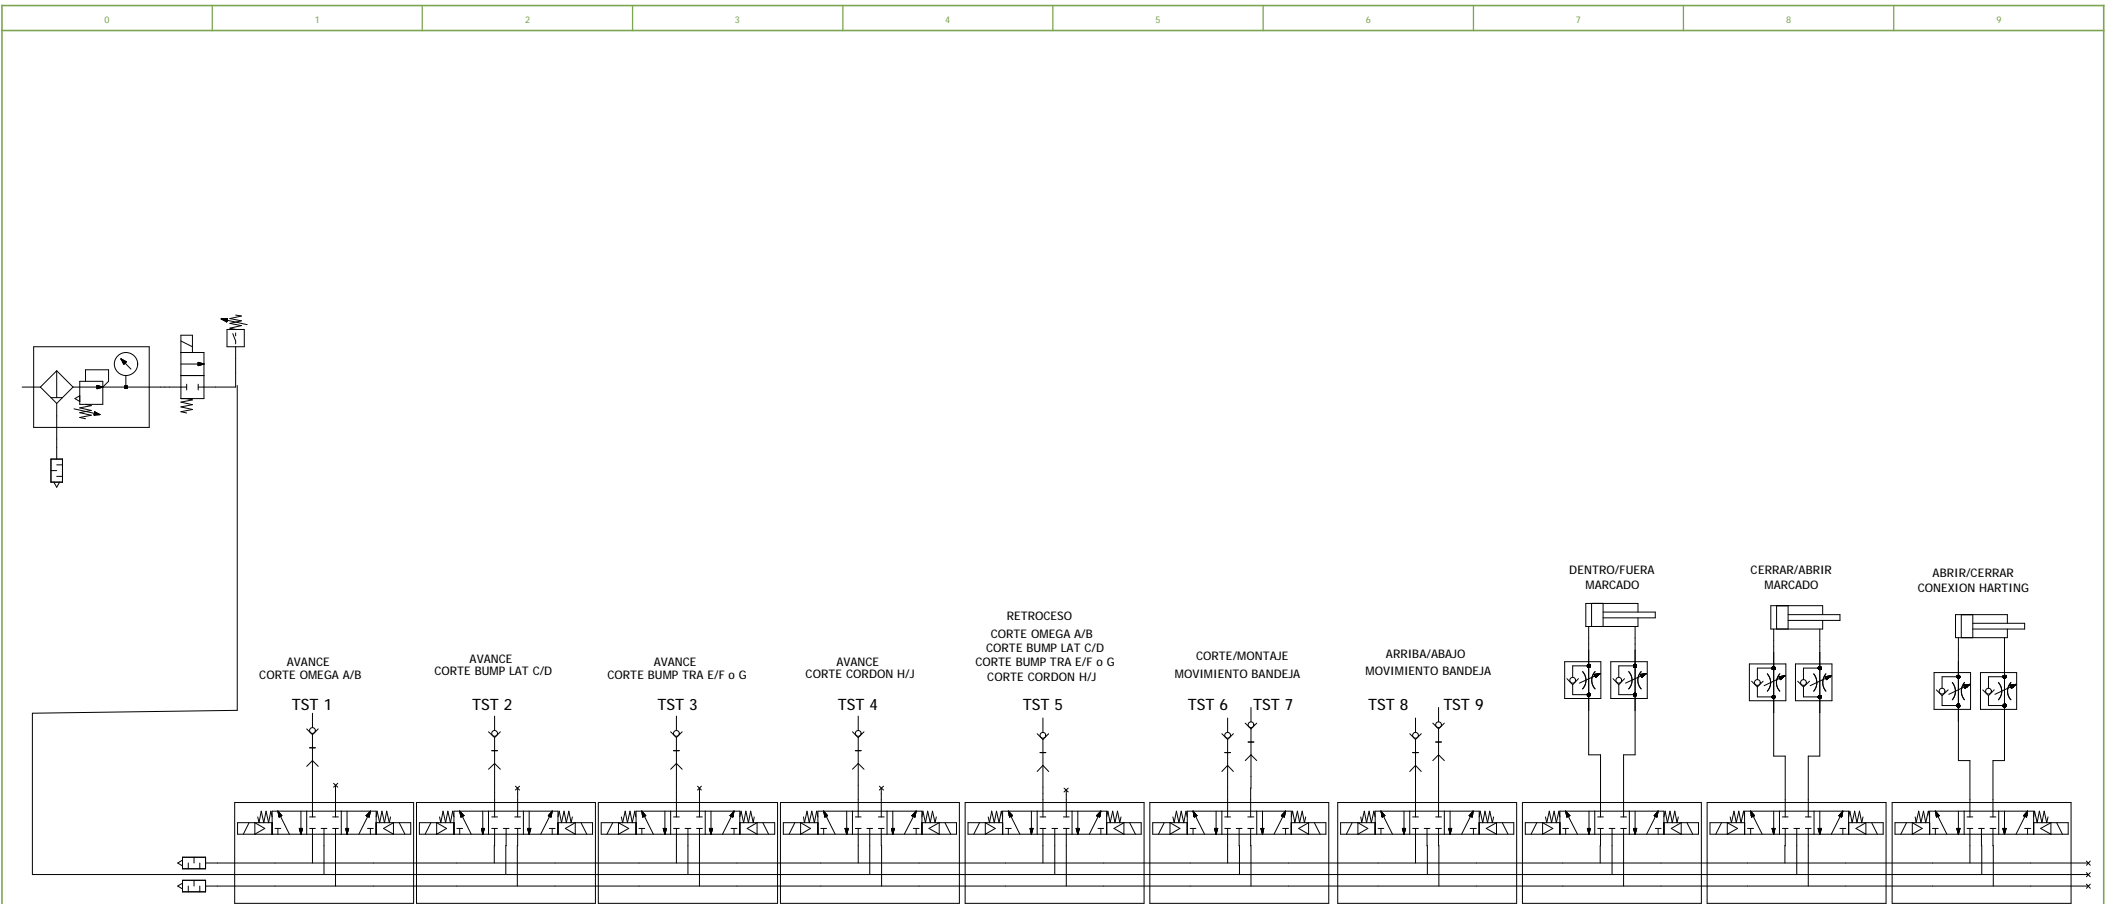 0 1 2 3 4 5 6 7 8 9
AVANCE
CORTE OMEGA A/B
TST 1
AVANCE
CORTE BUMP LAT C/D
TST 2
AVANCE
CORTE BUMP TRA E/F o G
TST 3
AVANCE
CORTE CORDON H/J
TST 4
RETROCESO
CORTE OMEGA A/B
CORTE BUMP LAT C/D
CORTE BUMP TRA E/F o G
CORTE CORDON H/J
TST 5
CORTE/MONTAJE
MOVIMIENTO BANDEJA
TST 6 TST 7
ARRIBA/ABAJO
MOVIMIENTO BANDEJA
TST 8 TST 9
DENTRO/FUERA
MARCADO
CERRAR/ABRIR
MARCADO
ABRIR/CERRAR
CONEXION HARTING